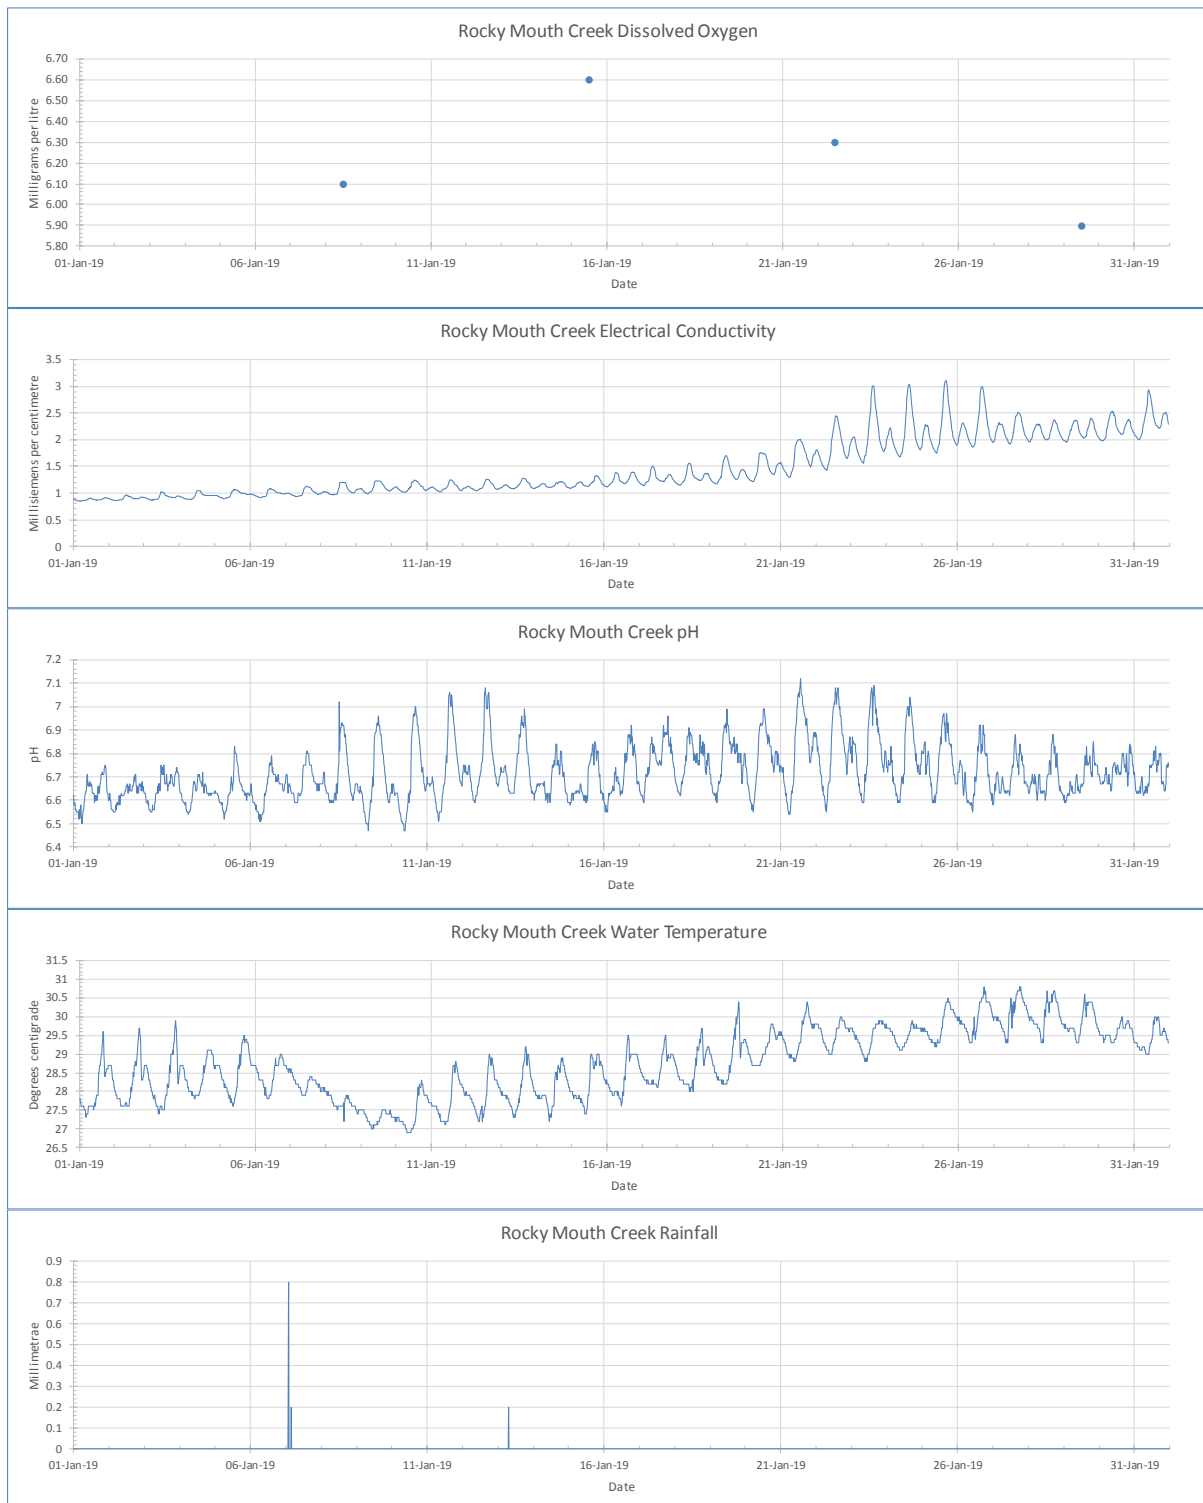 Rocky Mouth Creek Dissolved Oxygen
Milligrams per litre
6.70
6.60
6.50
6.40
6.30
6.20
6.10
6.00
5.90
5.80
01-Jan-19 06-Jan-19 11-Jan-19 16-Jan-19 21-Jan-19 26-Jan-19 31-Jan-19
Date
Rocky Mouth Creek Electrical Conductivity
Millisiemens per centimetre
3.5
3
2.5
2
1.5
1
0.5
0
01-Jan-19 06-Jan-19 11-Jan-19 16-Jan-19 21-Jan-19 26-Jan-19 31-Jan-19
Date
Rocky Mouth Creek pH
pH
7.2
7.1
7
6.9
6.8
6.7
6.6
6.5
6.4
01-Jan-19 06-Jan-19 11-Jan-19 16-Jan-19 21-Jan-19 26-Jan-19 31-Jan-19
Date
Rocky Mouth Creek Water Temperature
Degrees centigrade
31.5
31
30.5
30
29.5
29
28.5
28
27.5
27
26.5
01-Jan-19 06-Jan-19 11-Jan-19 16-Jan-19 21-Jan-19 26-Jan-19 31-Jan-19
Date
Rocky Mouth Creek Rainfall
Millimetrae
0.9
0.8
0.7
0.6
0.5
0.4
0.3
0.2
0.1
0
01-Jan-19 06-Jan-19 11-Jan-19 16-Jan-19 21-Jan-19 26-Jan-19 31-Jan-19
Date